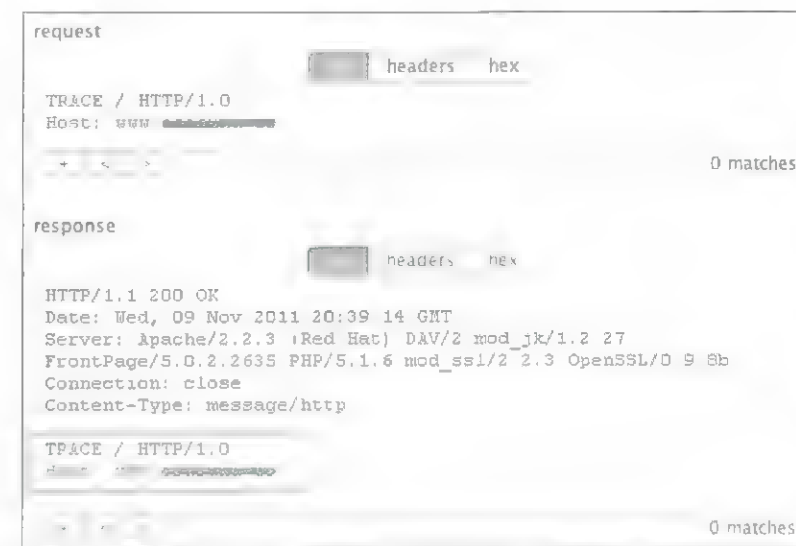 request
headers hex
TRACE / HTTP/1.0
Host: www
+ < >
0 matches
response
headers hex
HTTP/1.1 200 OK
Date: Wed, 09 Nov 2011 20:39 14 GMT
Server: Apache/2.2.3 (Red Hat) DAV/2 mod_jk/1.2 27
FrontPage/5.0.2.2635 PHP/5.1.6 mod_ssl/2 2.3 OpenSSL/0 9 8b
Connection: close
Content-Type: message/http
TRACE / HTTP/1.0
0 matches